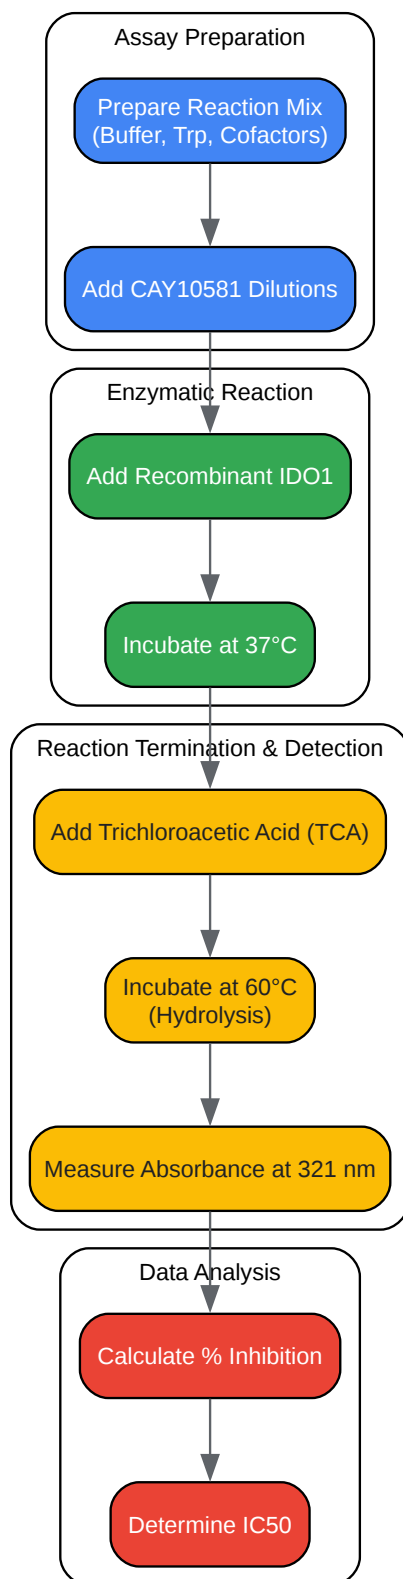 Assay Preparation
Prepare Reaction Mix
(Buffer, Trp, Cofactors)
Add CAY10581 Dilutions
Enzymatic Reaction
Add Recombinant IDO1
Incubate at 37°C
Reaction Termination & Detection
Add Trichloroacetic Acid (TCA)
Incubate at 60°C
(Hydrolysis)
Measure Absorbance at 321 nm
Data Analysis
Calculate % Inhibition
Determine IC50